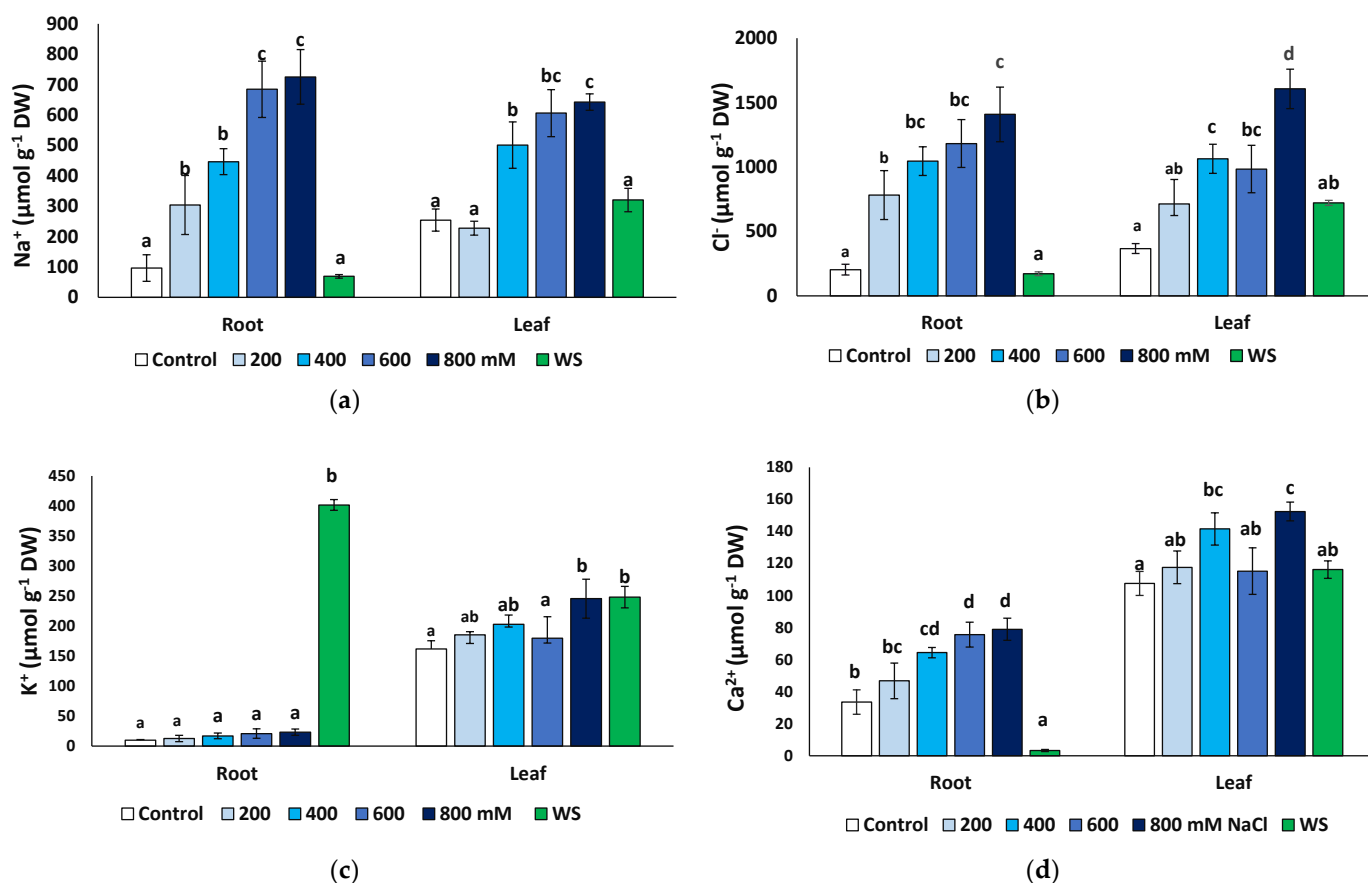 Na⁺ (µmol g⁻¹ DW)
900
800
700
600
500
400
300
200
100
0
a
b
b
c
c
a
a
a
b
bc
c
a
Root
Leaf
Control 200 400 600 800 mM WS
(a)
Cl⁻ (µmol g⁻¹ DW)
2000
1500
1000
500
0
a
b
bc
bc
c
a
a
ab
c
bc
d
ab
Root
Leaf
Control 200 400 600 800 mM WS
(b)
K⁺ (µmol g⁻¹ DW)
450
400
350
300
250
200
150
100
50
0
a
a
a
a
a
b
a
ab
ab
a
b
b
Root
Leaf
Control 200 400 600 800 mM WS
(c)
Ca²⁺ (µmol g⁻¹ DW)
180
160
140
120
100
80
60
40
20
0
b
bc
cd
d
d
a
a
ab
bc
ab
c
ab
Root
Leaf
Control 200 400 600 800 mM NaCl WS
(d)